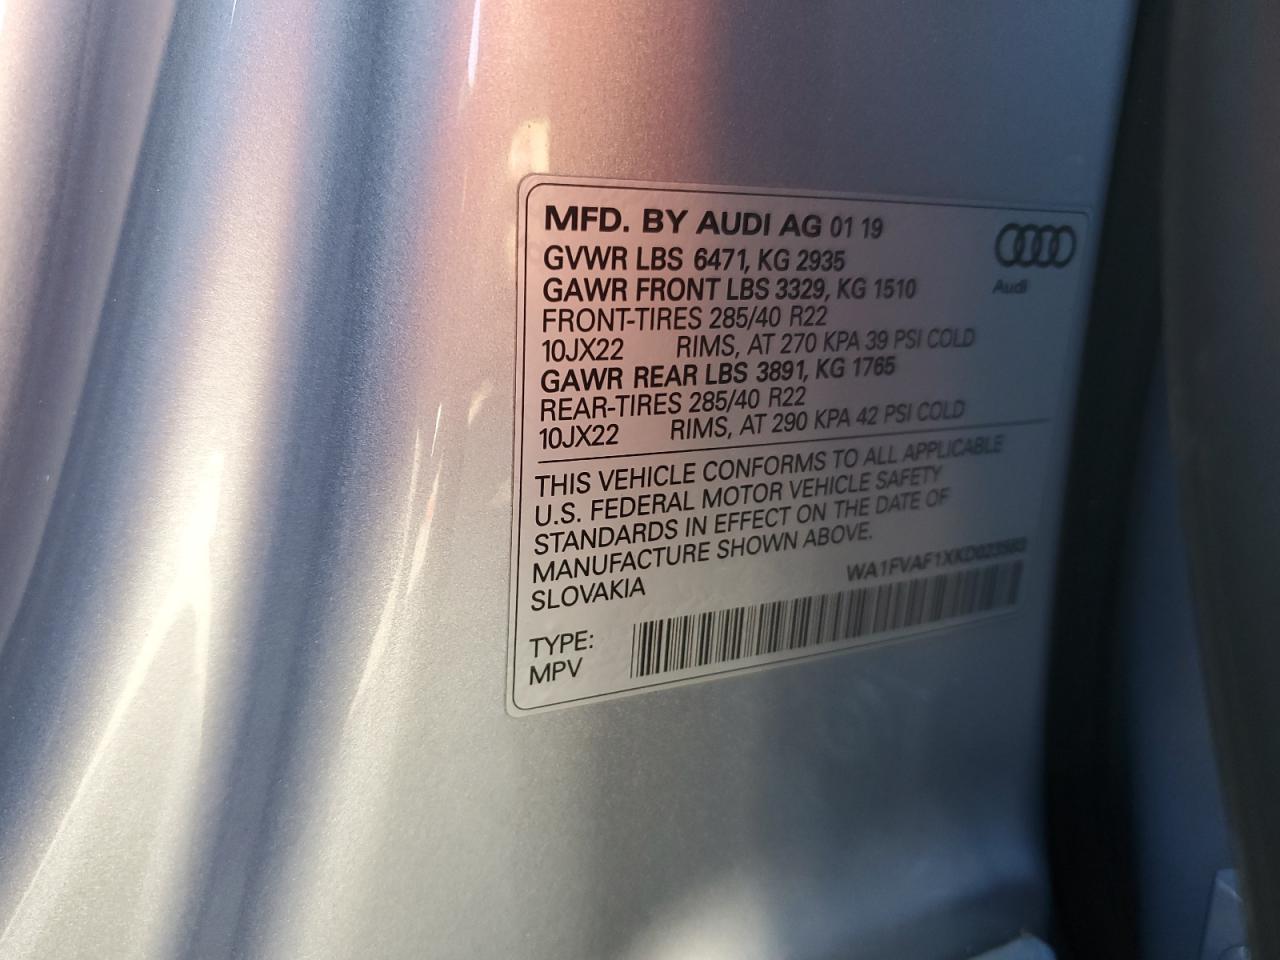 MFD. BY AUDI AG 01 19
GVWR LBS 6471, KG 2935
GAWR FRONT LBS 3329, KG 1510
FRONT-TIRES 285/40 R22
10JX22 RIMS, AT 270 KPA 39 PSI COLD
GAWR REAR LBS 3891, KG 1765
REAR-TIRES 285/40 R22
10JX22 RIMS, AT 290 KPA 42 PSI COLD
Audi
THIS VEHICLE CONFORMS TO ALL APPLICABLE
U.S. FEDERAL MOTOR VEHICLE SAFETY
STANDARDS IN EFFECT ON THE DATE OF
MANUFACTURE SHOWN ABOVE.
SLOVAKIA
TYPE:
MPV